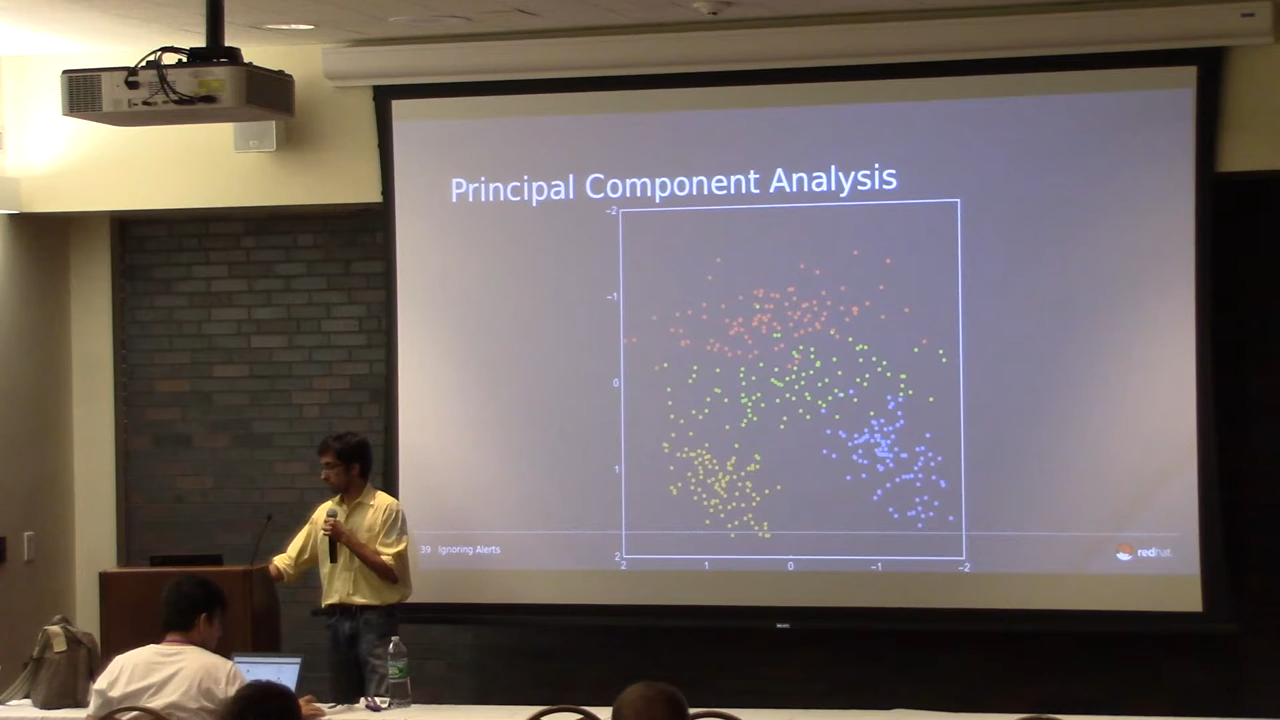 Principal Component Analysis
−2
−1
0
1
2
2 1 0 −1 −2
39 Ignoring Alerts
redhat.